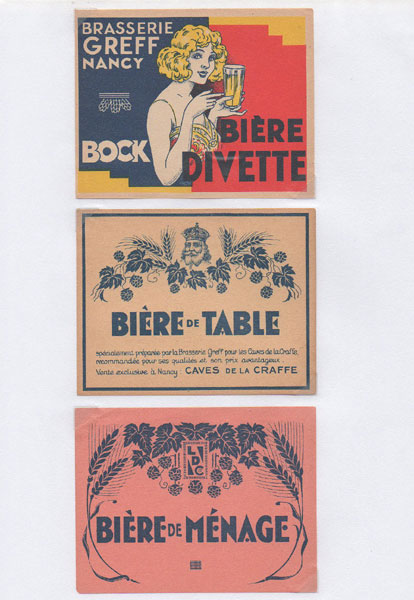 BRASSERIE
GREFF
NANCY
BOCK
BIÈRE
DIVETTE
BIÈRE DE TABLE
spécialement préparée par la Brasserie Greff pour les Caves de la Craffe,
recommandée pour ses qualités et son prix avantageux.
Vente exclusive à Nancy CAVES DE LA CRAFFE
LDC
BIÈRE DE MÉNAGE